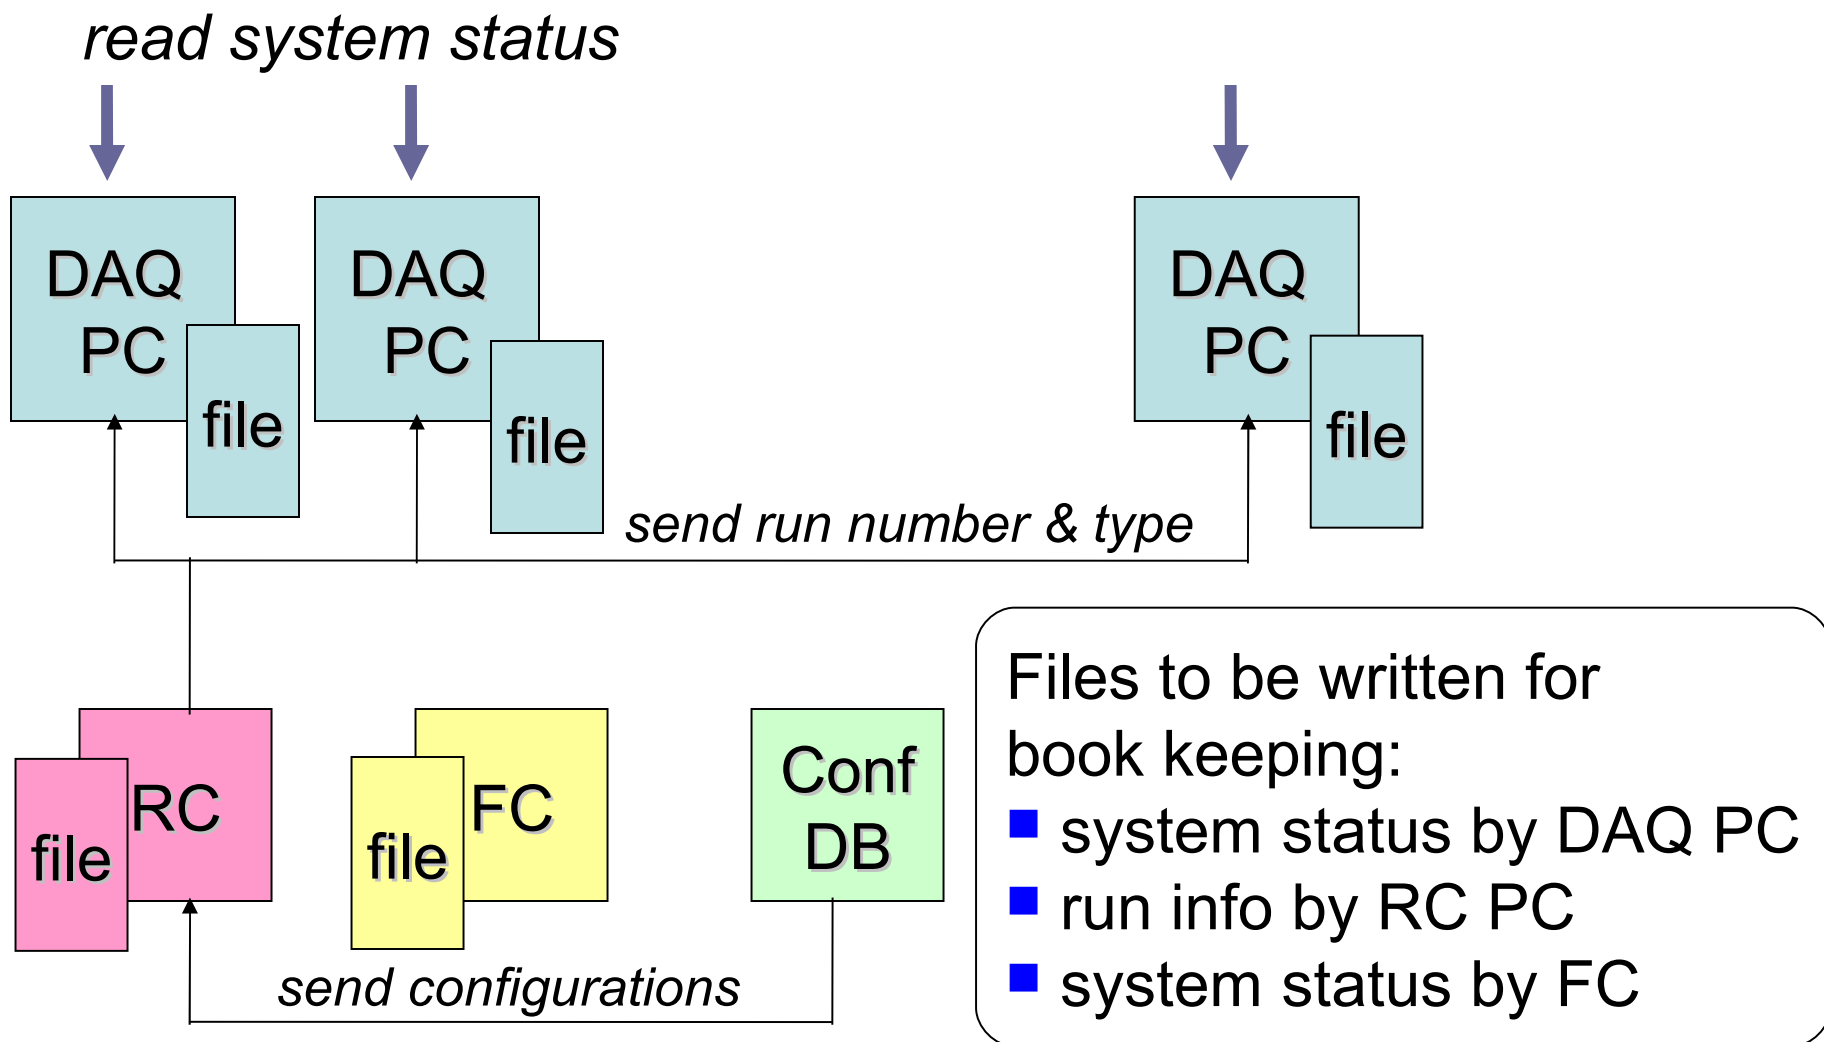 read system status
DAQ
PC
file
DAQ
PC
file
DAQ
PC
file
send run number & type
RC
file
FC
file
Conf
DB
send configurations
Files to be written for
book keeping:
system status by DAQ PC
run info by RC PC
system status by FC